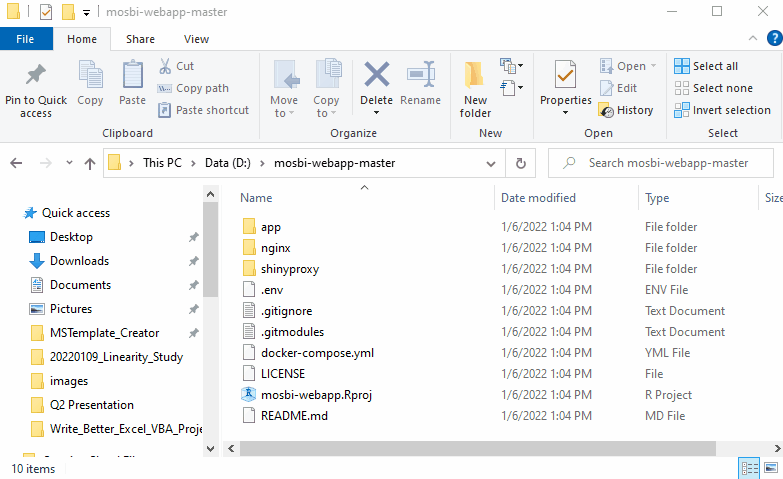 mosbi-webapp-master
File Home Share View
Pin to Quick access
Copy
Paste
Cut
Copy path
Paste shortcut
Clipboard
Move to
Copy to
Delete
Rename
Organize
New folder
New
Properties
Open
Edit
History
Open
Select all
Select none
Invert selection
Select
This PC > Data (D:) > mosbi-webapp-master
Search mosbi-webapp-master
Quick access
Desktop
Downloads
Documents
Pictures
MSTemplate_Creator
20220109_Linearity_Study
images
Q2 Presentation
Write_Better_Excel_VBA_Proje
Name Date modified Type Size
app 1/6/2022 1:04 PM File folder
nginx 1/6/2022 1:04 PM File folder
shinyproxy 1/6/2022 1:04 PM File folder
.env 1/6/2022 1:04 PM ENV File
.gitignore 1/6/2022 1:04 PM Text Document
.gitmodules 1/6/2022 1:04 PM Text Document
docker-compose.yml 1/6/2022 1:04 PM YML File
LICENSE 1/6/2022 1:04 PM File
mosbi-webapp.Rproj 1/6/2022 1:04 PM R Project
README.md 1/6/2022 1:04 PM MD File
10 items